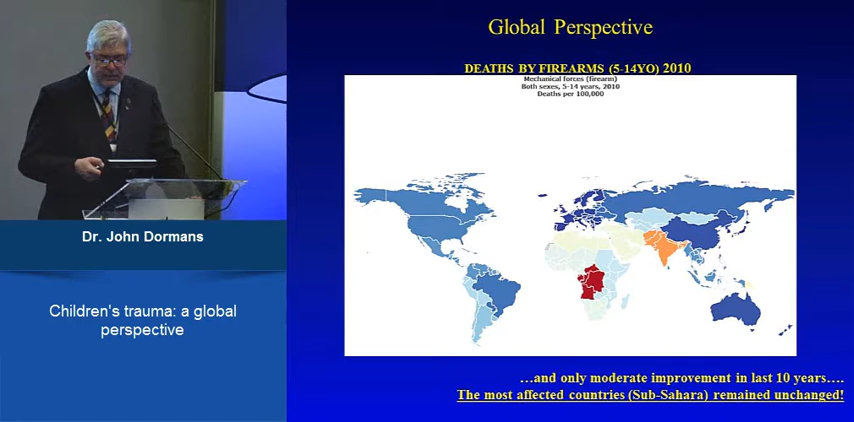 Global Perspective
DEATHS BY FIREARMS (5-14YO) 2010
Mechanical forces (firearm)
Both sexes, 5-14 years, 2010
Deaths per 100,000
Dr. John Dormans
Children's trauma: a global
perspective
…and only moderate improvement in last 10 years….
The most affected countries (Sub-Sahara) remained unchanged!